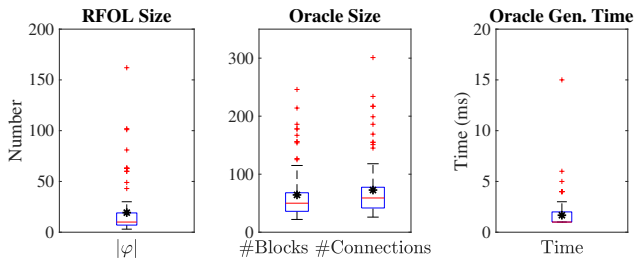 RFOL Size
Oracle Size
Oracle Gen. Time
Number
200
150
100
50
0
|φ|
300
200
100
0
#Blocks #Connections
Time (ms)
20
15
10
5
0
Time